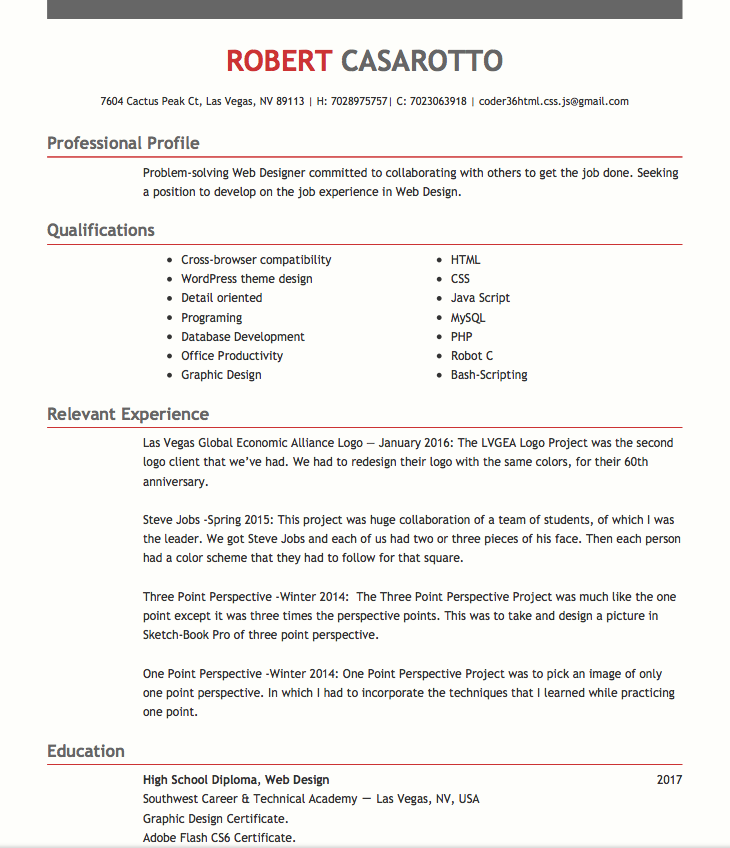 ROBERT CASAROTTO
7604 Cactus Peak Ct, Las Vegas, NV 89113 | H: 7028975757| C: 7023063918 | coder36html.css.js@gmail.com
Professional Profile
Problem-solving Web Designer committed to collaborating with others to get the job done. Seeking
a position to develop on the job experience in Web Design.
Qualifications
• Cross-browser compatibility
• WordPress theme design
• Detail oriented
• Programing
• Database Development
• Office Productivity
• Graphic Design
• HTML
• CSS
• Java Script
• MySQL
• PHP
• Robot C
• Bash-Scripting
Relevant Experience
Las Vegas Global Economic Alliance Logo — January 2016: The LVGEA Logo Project was the second
logo client that we’ve had. We had to redesign their logo with the same colors, for their 60th
anniversary.
Steve Jobs -Spring 2015: This project was huge collaboration of a team of students, of which I was
the leader. We got Steve Jobs and each of us had two or three pieces of his face. Then each person
had a color scheme that they had to follow for that square.
Three Point Perspective -Winter 2014:  The Three Point Perspective Project was much like the one
point except it was three times the perspective points. This was to take and design a picture in
Sketch-Book Pro of three point perspective.
One Point Perspective -Winter 2014: One Point Perspective Project was to pick an image of only
one point perspective. In which I had to incorporate the techniques that I learned while practicing
one point.
Education
High School Diploma, Web Design 2017
Southwest Career & Technical Academy — Las Vegas, NV, USA
Graphic Design Certificate.
Adobe Flash CS6 Certificate.